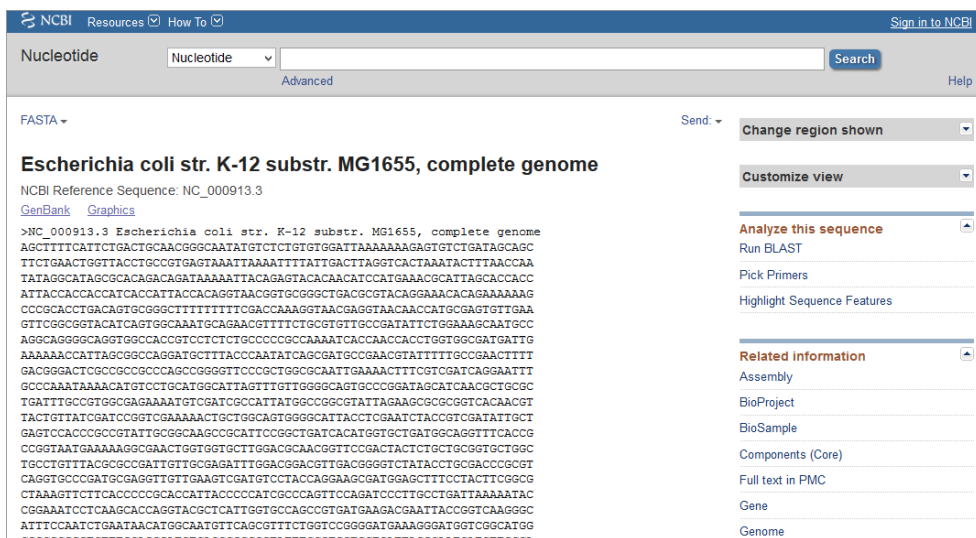 NCBI Resources How To Sign in to NCBI
Nucleotide Nucleotide Search
Advanced Help
FASTA Send:
Change region shown
Escherichia coli str. K-12 substr. MG1655, complete genome
Customize view
NCBI Reference Sequence: NC_000913.3
GenBank Graphics
>NC_000913.3 Escherichia coli str. K-12 substr. MG1655, complete genome
AGCTTTTCATTCTGACTGCAACGGGCAATATGTCTCTGTGTGGATTAAAAAAAGAGTGTCTGATAGCAGC
TTCTGAACTGGTTACCTGCCGTGAGTAAATTAAAATTTTATTGACTTAGGTCACTAAATACTTTAACCAA
TATAGGCATAGCGCACAGACAGATAAAAATTACAGAGTACACAACATCCATGAAACGCATTAGCACCACC
ATTACCACCACCATCACCATTACCACAGGTAACGGTGCGGGCTGACGCGTACAGGAAACACAGAAAAAAG
CCCGCACCTGACAGTGCGGGCTTTTTTTTTCGACCAAAGGTAACGAGGTAACAACCATGCGAGTGTTGAA
GTTCGGCGGTACATCAGTGGCAAATGCAGAACGTTTTCTGCGTGTTGCCGATATTCTGGAAAGCAATGCC
AGGCAGGGGCAGGTGGCCACCGTCCTCTCTGCCCCCGCCAAAATCACCAACCACCTGGTGGCGATGATTG
AAAAAACCATTAGCGGCCAGGATGCTTTACCCAATATCAGCGATGCCGAACGTATTTTTGCCGAACTTTT
GACGGGACTCGCCGCCGCCCAGCCGGGGTTCCCGCTGGCGCAATTGAAAACTTTCGTCGATCAGGAATTT
GCCCAAATAAAACATGTCCTGCATGGCATTAGTTTGTTGGGGCAGTGCCCGGATAGCATCAACGCTGCGC
TGATTTGCCGTGGCGAGAAAATGTCGATCGCCATTATGGCCGGCGTATTAGAAGCGCGCGGTCACAACGT
TACTGTTATCGATCCGGTCGAAAAACTGCTGGCAGTGGGGCATTACCTCGAATCTACCGTCGATATTGCT
GAGTCCACCCGCCGTATTGCGGCAAGCCGCATTCCGGCTGATCACATGGTGCTGATGGCAGGTTTCACCG
CCGGTAATGAAAAAGGCGAACTGGTGGTGCTTGGACGCAACGGTTCCGACTACTCTGCTGCGGTGCTGGC
TGCCTGTTTACGCGCCGATTGTTGCGAGATTTGGACGGACGTTGACGGGGTCTATACCTGCGACCCGCGT
CAGGTGCCCGATGCGAGGTTGTTGAAGTCGATGTCCTACCAGGAAGCGATGGAGCTTTCCTACTTCGGCG
CTAAAGTTCTTCACCCCCGCACCATTACCCCCATCGCCCAGTTCCAGATCCCTTGCCTGATTAAAAATAC
CGGAAATCCTCAAGCACCAGGTACGCTCATTGGTGCCAGCCGTGATGAAGACGAATTACCGGTCAAGGGC
ATTTCCAATCTGAATAACATGGCAATGTTCAGCGTTTCTGGTCCGGGGATGAAAGGGATGGTCGGCATGG
Analyze this sequence
Run BLAST
Pick Primers
Highlight Sequence Features
Related information
Assembly
BioProject
BioSample
Components (Core)
Full text in PMC
Gene
Genome